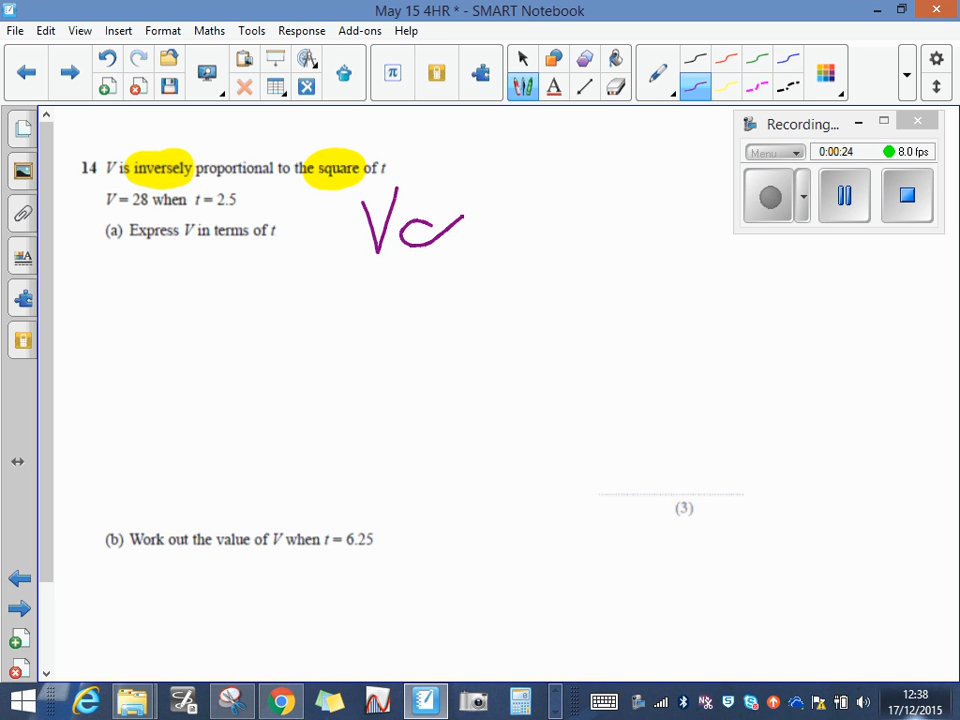 May 15 4HR * - SMART Notebook
File Edit View Insert Format Maths Tools Response Add-ons Help
Recording...
Menu 0:00:24 8.0 fps
14 V is inversely proportional to the square of t
V = 28 when t = 2.5
(a) Express V in terms of t
V∝
(3)
(b) Work out the value of V when t = 6.25
12:38
17/12/2015